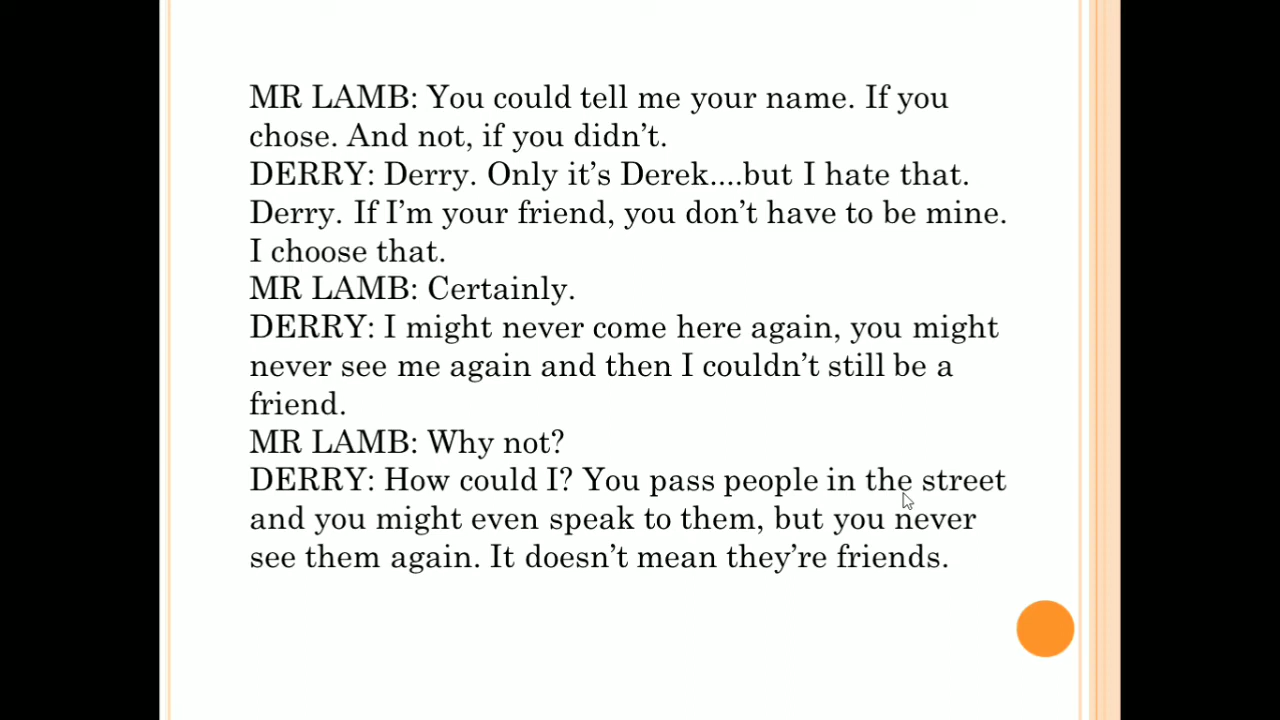 MR LAMB: You could tell me your name. If you
chose. And not, if you didn’t.
DERRY: Derry. Only it’s Derek....but I hate that.
Derry. If I’m your friend, you don’t have to be mine.
I choose that.
MR LAMB: Certainly.
DERRY: I might never come here again, you might
never see me again and then I couldn’t still be a
friend.
MR LAMB: Why not?
DERRY: How could I? You pass people in the street
and you might even speak to them, but you never
see them again. It doesn’t mean they’re friends.